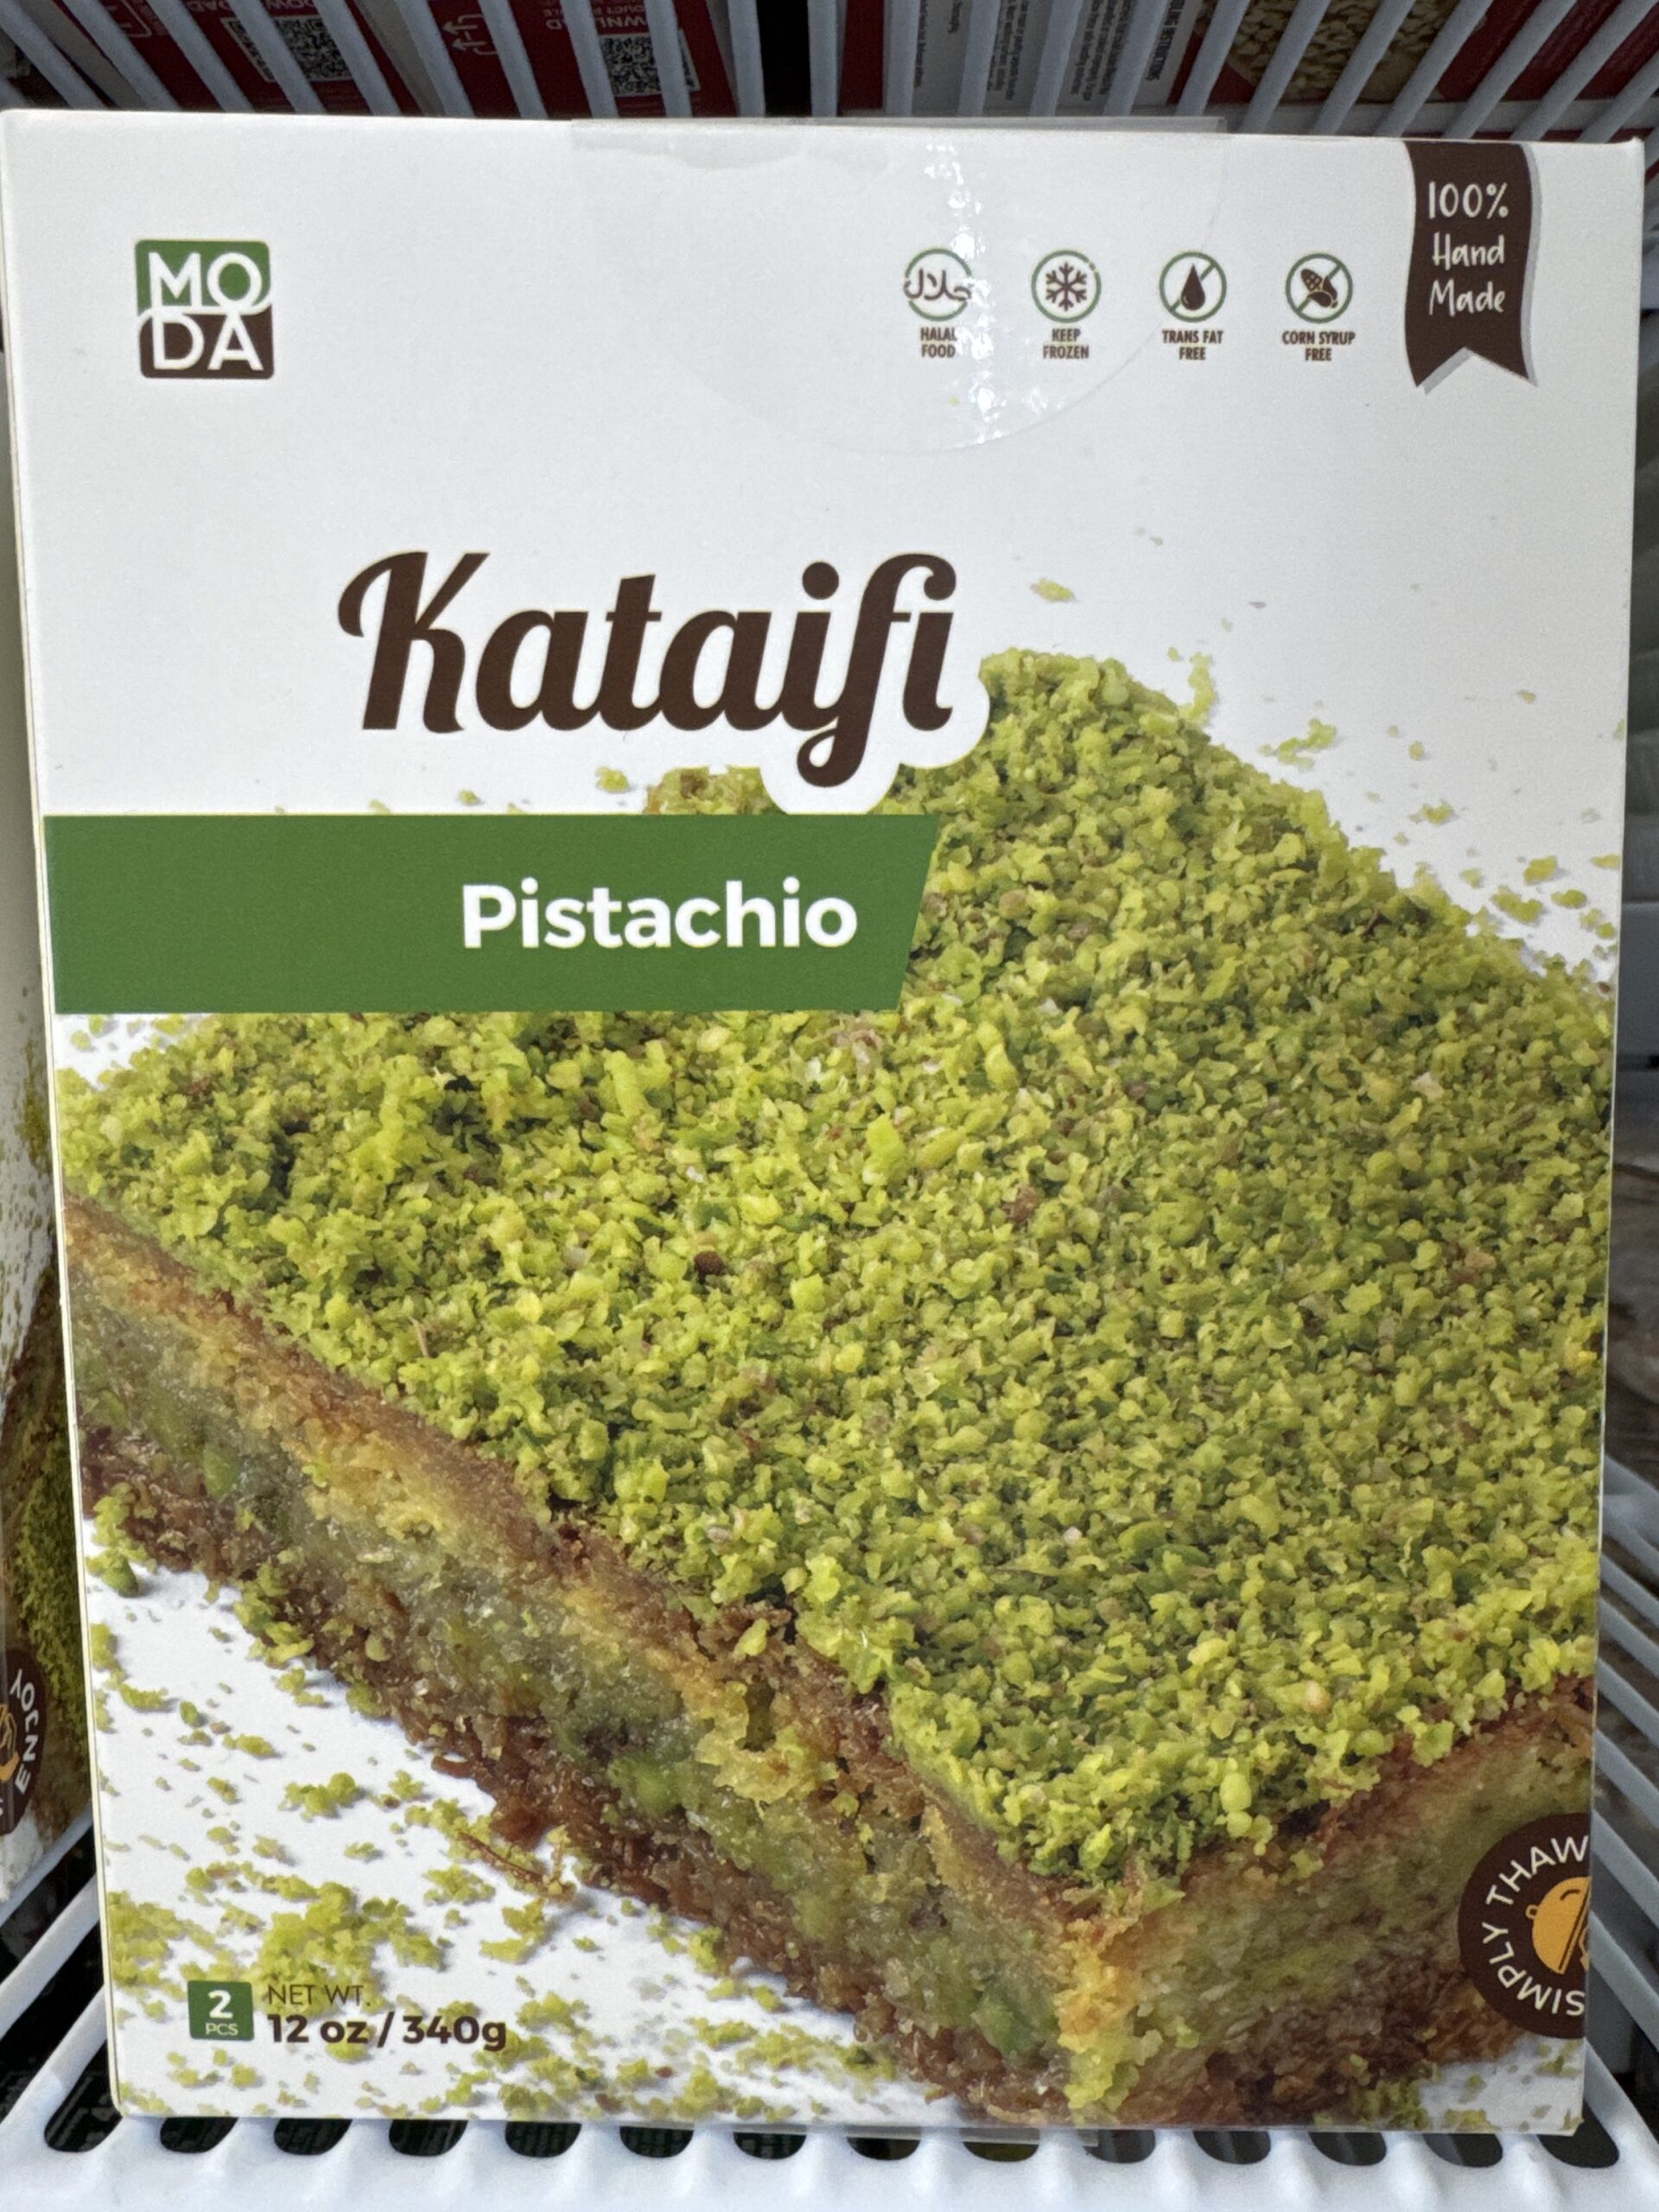 MO
DA
حلال
HALAL
FOOD
KEEP
FROZEN
TRANS FAT
FREE
CORN SYRUP
FREE
100%
Hand
Made
Kataifi
Pistachio
2
PCS
NET WT.
12 oz / 340g
SIMPLY THAW
ENJOY